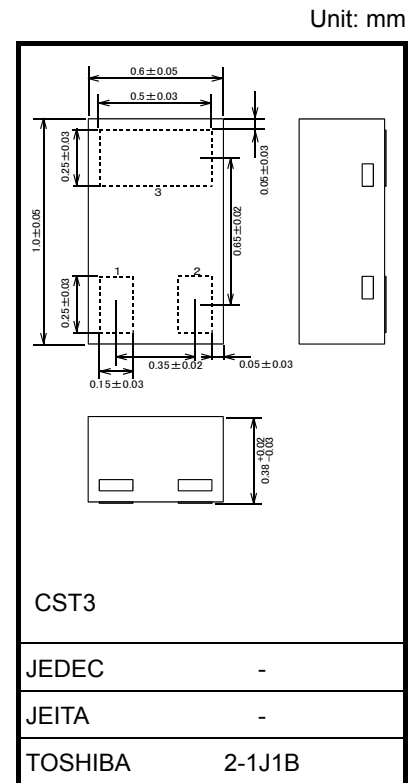 Unit: mm
0.6±0.05
0.5±0.03
0.25±0.03
0.05±0.03
3
1.0±0.05
0.65±0.02
1 2
0.25±0.03
0.35±0.02
0.05±0.03
0.15±0.03
0.38 +0.02 -0.03
CST3
JEDEC -
JEITA -
TOSHIBA 2-1J1B